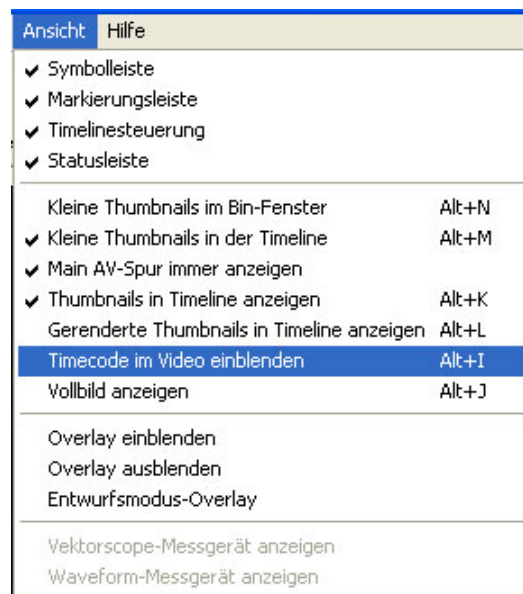 Ansicht Hilfe
Symbolleiste
Markierungsleiste
Timelinesteuerung
Statusleiste
Kleine Thumbnails im Bin-Fenster Alt+N
Kleine Thumbnails in der Timeline Alt+M
Main AV-Spur immer anzeigen
Thumbnails in Timeline anzeigen Alt+K
Gerenderte Thumbnails in Timeline anzeigen Alt+L
Timecode im Video einblenden Alt+I
Vollbild anzeigen Alt+J
Overlay einblenden
Overlay ausblenden
Entwurfsmodus-Overlay
Vektorscope-Messgerät anzeigen
Waveform-Messgerät anzeigen